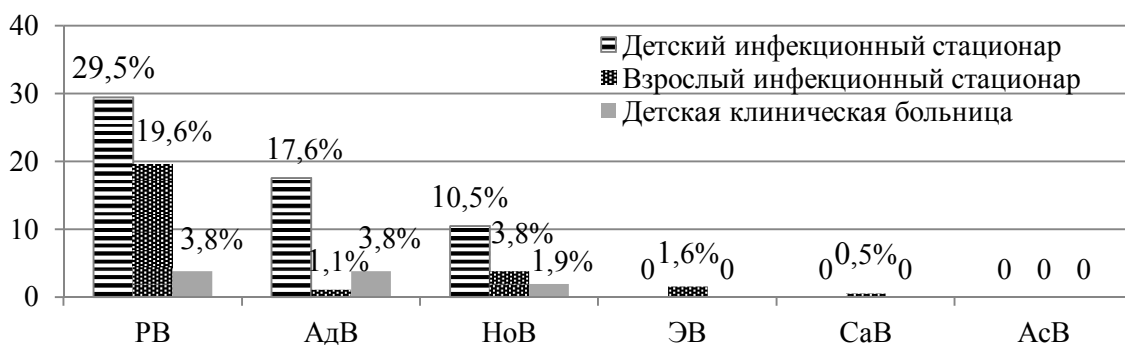 40
30
20
10
0
Детский инфекционный стационар
Взрослый инфекционный стационар
Детская клиническая больница
29,5%
19,6%
3,8%
17,6%
1,1%
3,8%
10,5%
3,8%
1,9%
0
1,6%
0
0
0,5%
0
0
0
0
РВ
АдВ
НоВ
ЭВ
СаВ
АсВ